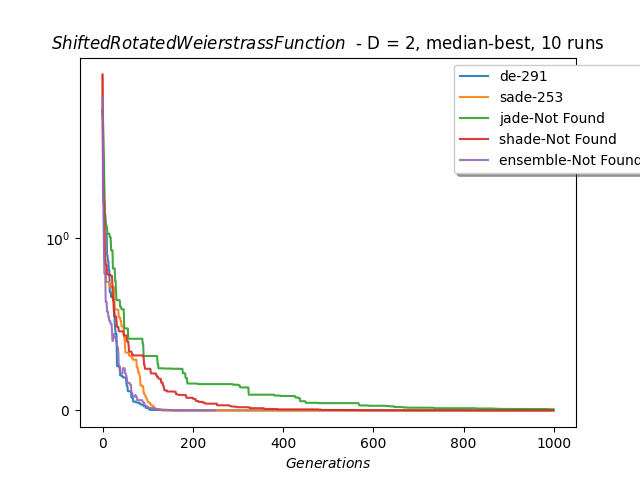 ShiftedRotatedWeierstrassFunction - D = 2, median-best, 10 runs
de-291
sade-253
jade-Not Found
shade-Not Found
ensemble-Not Found
10⁰
0
0 200 400 600 800 1000
Generations